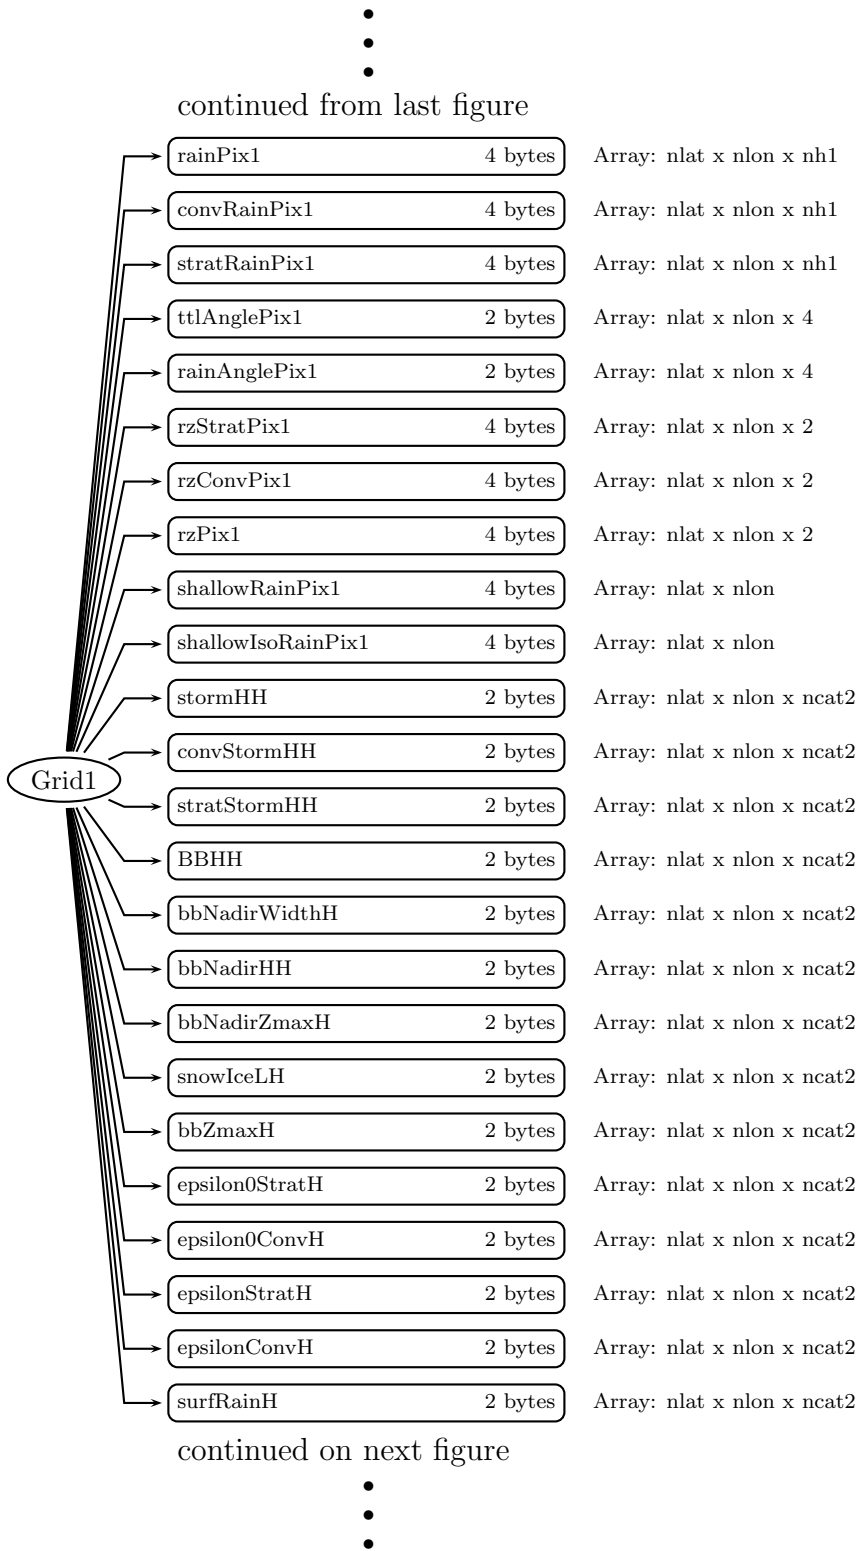 continued from last figure
rainPix1 4 bytes Array: nlat x nlon x nh1
convRainPix1 4 bytes Array: nlat x nlon x nh1
stratRainPix1 4 bytes Array: nlat x nlon x nh1
ttlAnglePix1 2 bytes Array: nlat x nlon x 4
rainAnglePix1 2 bytes Array: nlat x nlon x 4
rzStratPix1 4 bytes Array: nlat x nlon x 2
rzConvPix1 4 bytes Array: nlat x nlon x 2
rzPix1 4 bytes Array: nlat x nlon x 2
shallowRainPix1 4 bytes Array: nlat x nlon
shallowIsoRainPix1 4 bytes Array: nlat x nlon
stormHH 2 bytes Array: nlat x nlon x ncat2
convStormHH 2 bytes Array: nlat x nlon x ncat2
Grid1
stratStormHH 2 bytes Array: nlat x nlon x ncat2
BBHH 2 bytes Array: nlat x nlon x ncat2
bbNadirWidthH 2 bytes Array: nlat x nlon x ncat2
bbNadirHH 2 bytes Array: nlat x nlon x ncat2
bbNadirZmaxH 2 bytes Array: nlat x nlon x ncat2
snowIceLH 2 bytes Array: nlat x nlon x ncat2
bbZmaxH 2 bytes Array: nlat x nlon x ncat2
epsilon0StratH 2 bytes Array: nlat x nlon x ncat2
epsilon0ConvH 2 bytes Array: nlat x nlon x ncat2
epsilonStratH 2 bytes Array: nlat x nlon x ncat2
epsilonConvH 2 bytes Array: nlat x nlon x ncat2
surfRainH 2 bytes Array: nlat x nlon x ncat2
continued on next figure